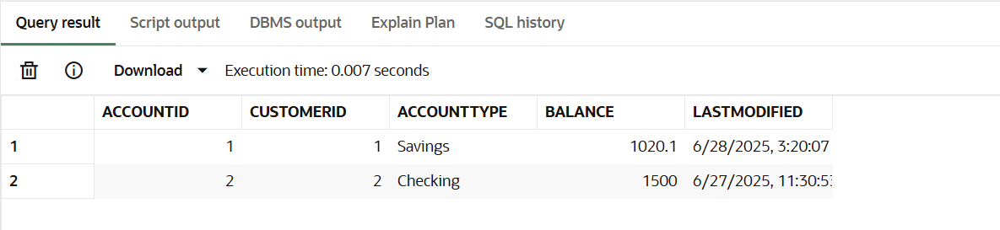 Query result Script output DBMS output Explain Plan SQL history
Download Execution time: 0.007 seconds
ACCOUNTID CUSTOMERID ACCOUNTTYPE BALANCE LASTMODIFIED
1 1 1 Savings 1020.1 6/28/2025, 3:20:07
2 2 2 Checking 1500 6/27/2025, 11:30:53